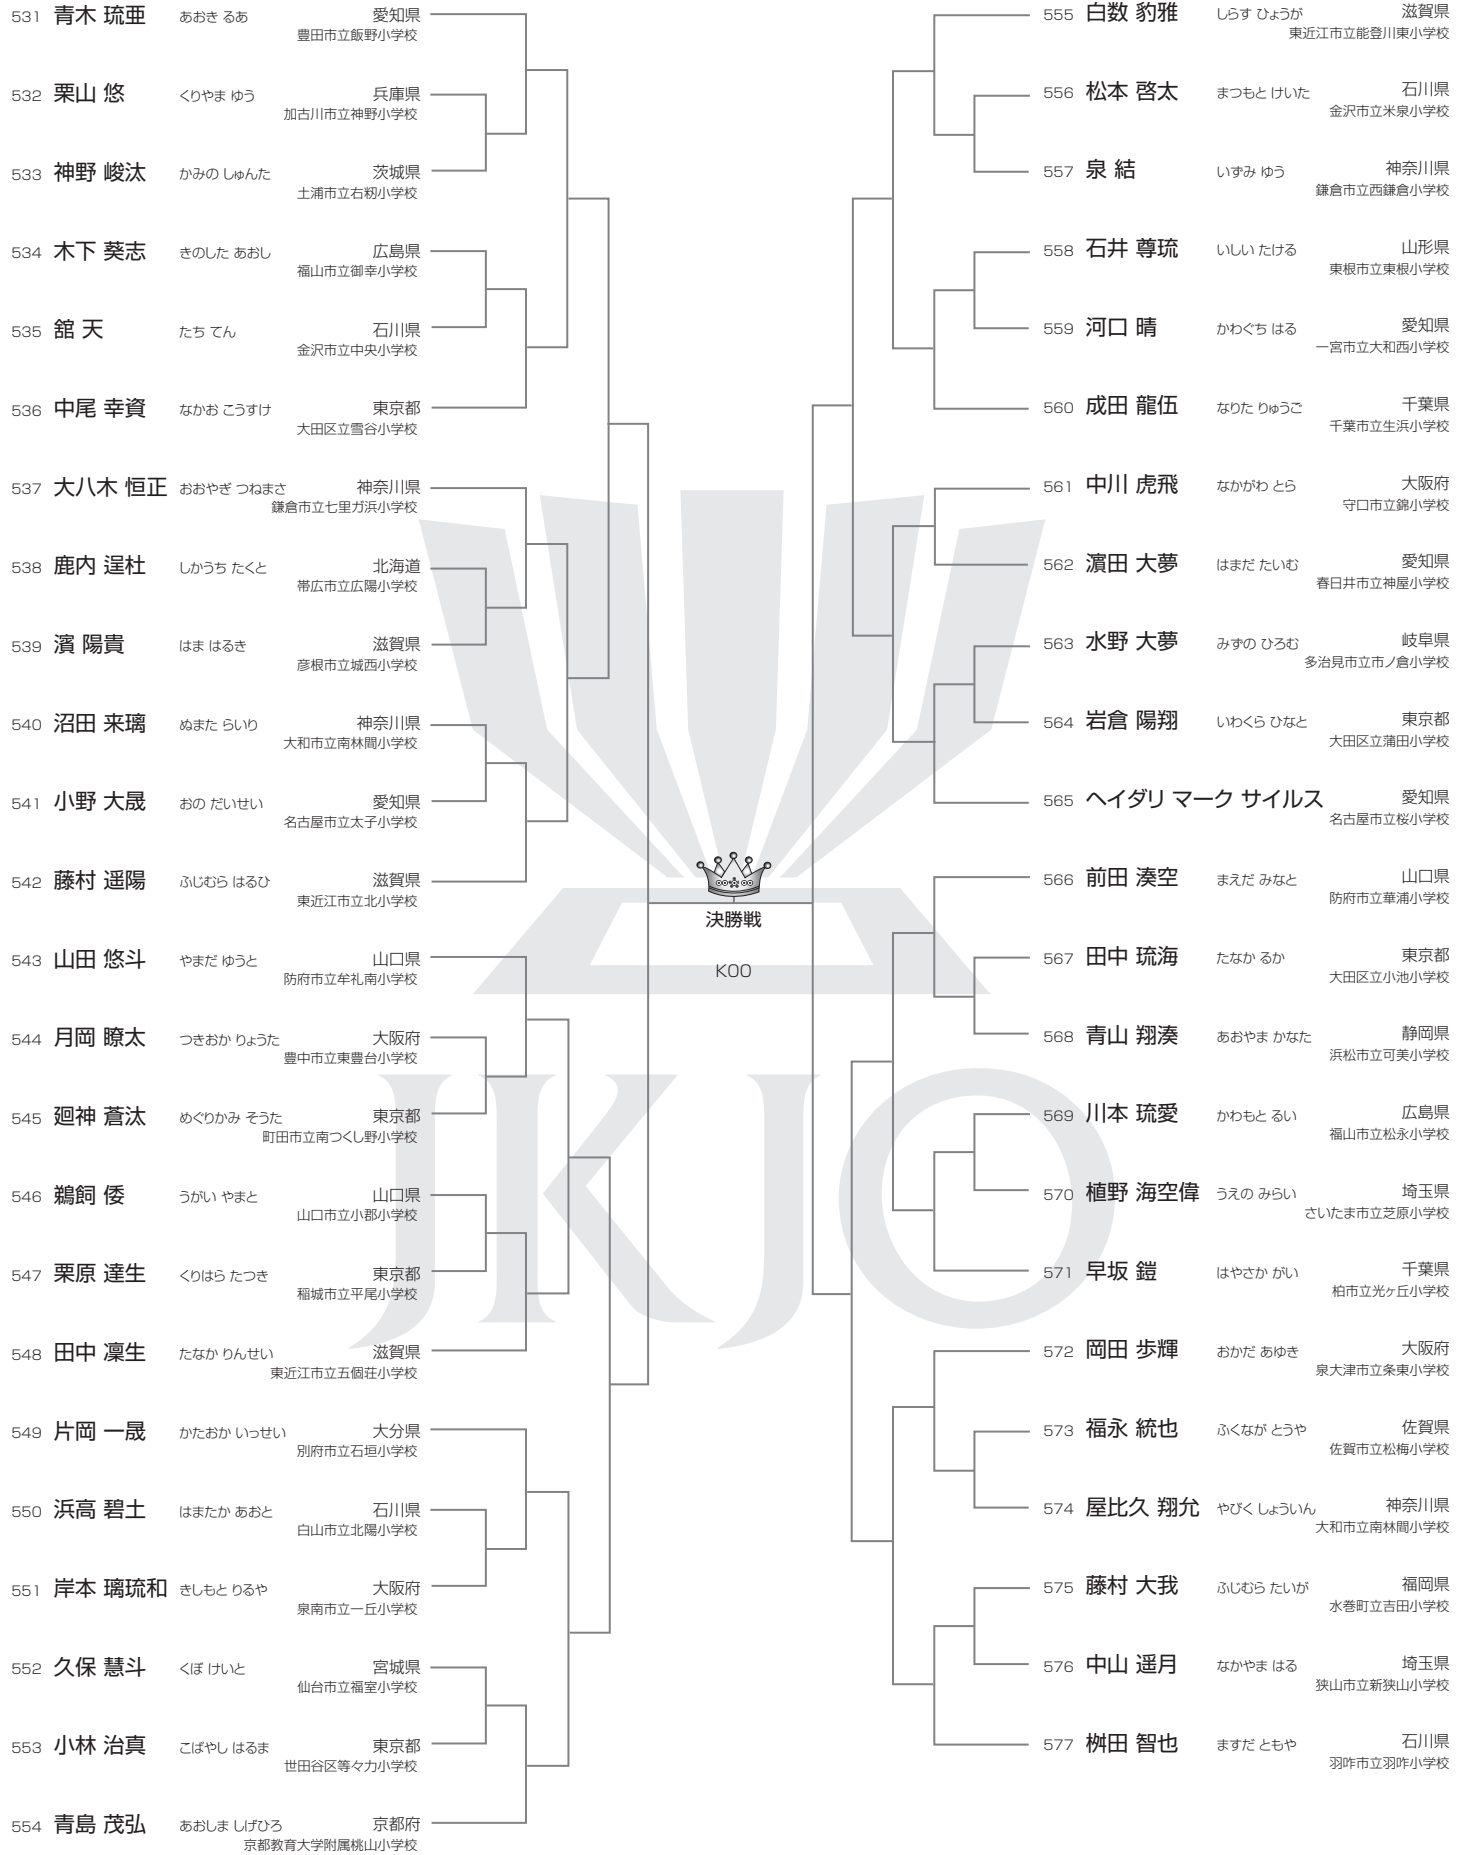 531 青木 琉亜 あおき るあ 愛知県
豊田市立飯野小学校
532 栗山 悠 くりやま ゆう 兵庫県
加古川市立神野小学校
533 神野 峻汰 かみの しゅんた 茨城県
土浦市立右籾小学校
534 木下 葵志 きのした あおし 広島県
福山市立御幸小学校
535 舘 天 たち てん 石川県
金沢市立中央小学校
536 中尾 幸資 なかお こうすけ 東京都
大田区立雪谷小学校
537 大八木 恒正 おおやぎ つねまさ 神奈川県
鎌倉市立七里ガ浜小学校
538 鹿内 逞杜 しかうち たくと 北海道
帯広市立広陽小学校
539 濱 陽貴 はま はるき 滋賀県
彦根市立城西小学校
540 沼田 来璃 ぬまた らいり 神奈川県
大和市立南林間小学校
541 小野 大晟 おの だいせい 愛知県
名古屋市立太子小学校
542 藤村 遥陽 ふじむら はるひ 滋賀県
東近江市立北小学校
543 山田 悠斗 やまだ ゆうと 山口県
防府市立牟礼南小学校
544 月岡 瞭太 つきおか りょうた 大阪府
豊中市立東豊台小学校
545 廻神 蒼汰 めぐりかみ そうた 東京都
町田市立南つくし野小学校
546 鵜飼 倭 うがい やまと 山口県
山口市立小郡小学校
547 栗原 達生 くりはら たつき 東京都
稲城市立平尾小学校
548 田中 凜生 たなか りんせい 滋賀県
東近江市立五個荘小学校
549 片岡 一晟 かたおか いっせい 大分県
別府市立石垣小学校
550 浜高 碧土 はまたか あおと 石川県
白山市立北陽小学校
551 岸本 璃琉和 きしもと りるや 大阪府
泉南市立一丘小学校
552 久保 慧斗 くぼ けいと 宮城県
仙台市立福室小学校
553 小林 治真 こばやし はるま 東京都
世田谷区等々力小学校
554 青島 茂弘 あおしま しげひろ 京都府
京都教育大学附属桃山小学校
決勝戦
K00
JKJO
555 白数 豹雅 しらす ひょうが 滋賀県
東近江市立能登川東小学校
556 松本 啓太 まつもと けいた 石川県
金沢市立米泉小学校
557 泉 結 いずみ ゆう 神奈川県
鎌倉市立西鎌倉小学校
558 石井 尊琉 いしい たける 山形県
東根市立東根小学校
559 河口 晴 かわぐち はる 愛知県
一宮市立大和西小学校
560 成田 龍伍 なりた りゅうご 千葉県
千葉市立生浜小学校
561 中川 虎飛 なかがわ とら 大阪府
守口市立錦小学校
562 濵田 大夢 はまだ たいむ 愛知県
春日井市立神屋小学校
563 水野 大夢 みずの ひろむ 岐阜県
多治見市立市ノ倉小学校
564 岩倉 陽翔 いわくら ひなと 東京都
大田区立蒲田小学校
565 ヘイダリ マーク サイルス 愛知県
名古屋市立桜小学校
566 前田 湊空 まえだ みなと 山口県
防府市立華浦小学校
567 田中 琉海 たなか るか 東京都
大田区立小池小学校
568 青山 翔湊 あおやま かなた 静岡県
浜松市立可美小学校
569 川本 琉愛 かわもと るい 広島県
福山市立松永小学校
570 植野 海空偉 うえの みらい 埼玉県
さいたま市立芝原小学校
571 早坂 鎧 はやさか がい 千葉県
柏市立光ヶ丘小学校
572 岡田 歩輝 おかだ あゆき 大阪府
泉大津市立条東小学校
573 福永 統也 ふくなが とうや 佐賀県
佐賀市立松梅小学校
574 屋比久 翔允 やびく しょういん 神奈川県
大和市立南林間小学校
575 藤村 大我 ふじむら たいが 福岡県
水巻町立吉田小学校
576 中山 遥月 なかやま はる 埼玉県
狭山市立新狭山小学校
577 桝田 智也 ますだ ともや 石川県
羽咋市立羽咋小学校